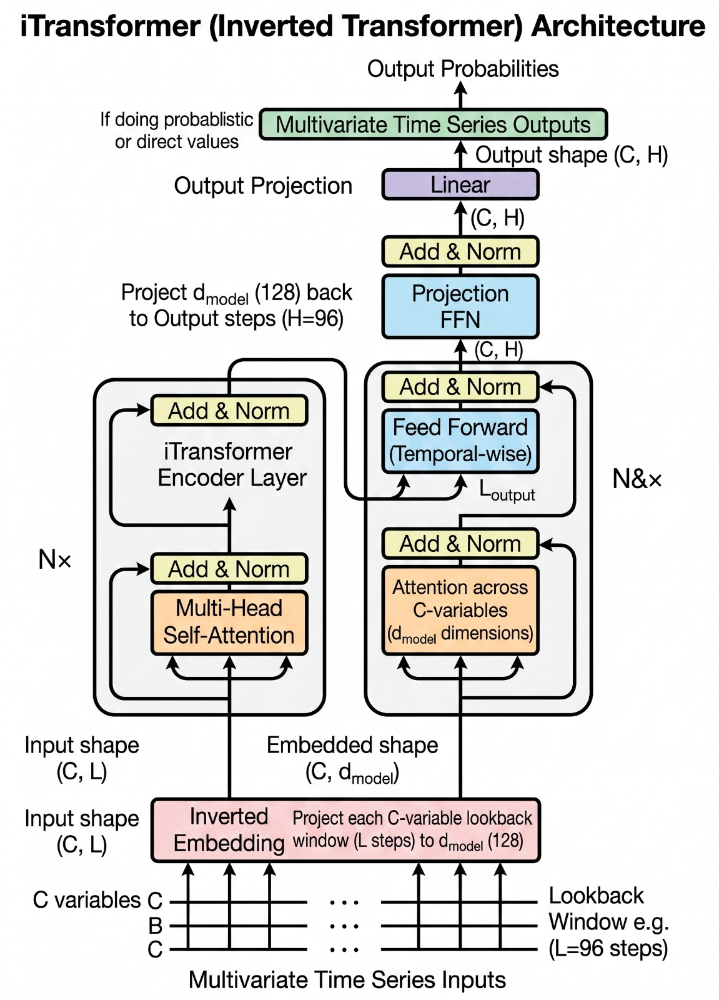 iTransformer (Inverted Transformer) Architecture
Output Probabilities
If doing probablistic
or direct values
Multivariate Time Series Outputs
Output shape (C, H)
Output Projection
Linear
(C, H)
Add & Norm
Project dmodel (128) back
to Output steps (H=96)
Projection
FFN
(C, H)
Add & Norm
Feed Forward
(Temporal-wise)
Loutput
N&×
Add & Norm
Attention across
C-variables
(dmodel dimensions)
Add & Norm
iTransformer
Encoder Layer
N×
Add & Norm
Multi-Head
Self-Attention
Input shape
(C, L)
Embedded shape
(C, dmodel)
Input shape
(C, L)
Inverted
Embedding
Project each C-variable lookback
window (L steps) to dmodel (128)
C variables C
B
C
. . .
. . .
. . .
Lookback
Window e.g.
(L=96 steps)
Multivariate Time Series Inputs